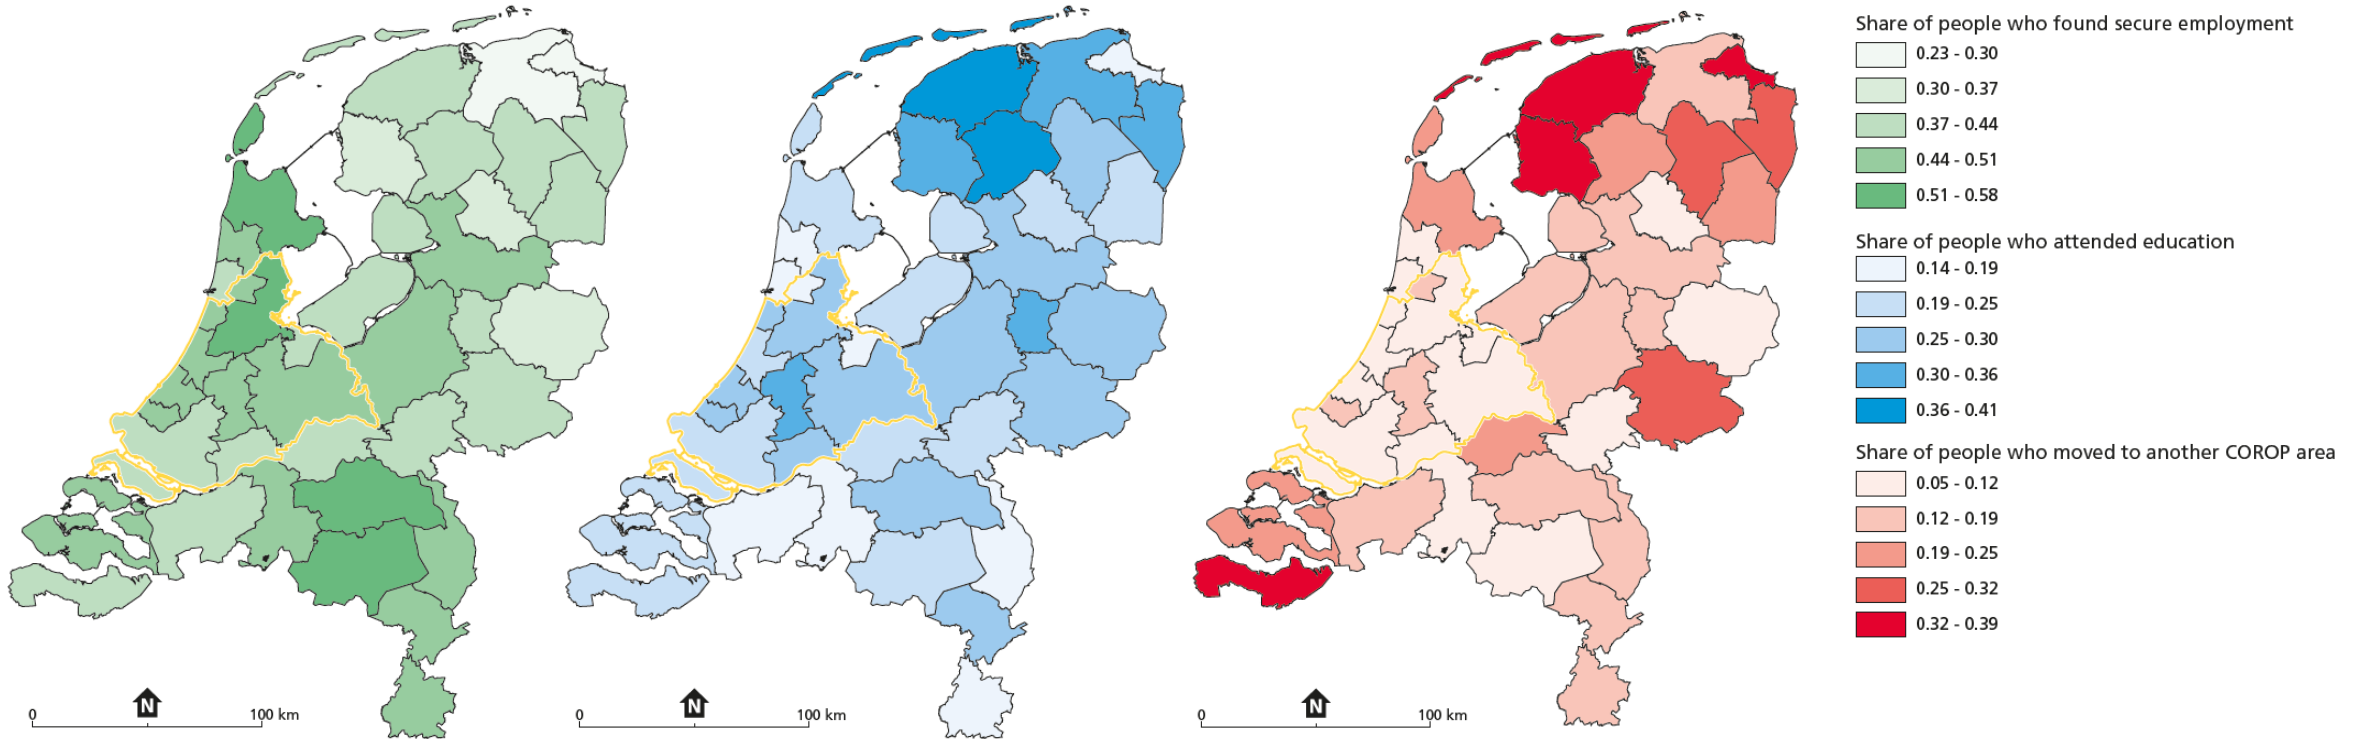 Share of people who found secure employment
0.23 - 0.30
0.30 - 0.37
0.37 - 0.44
0.44 - 0.51
0.51 - 0.58
Share of people who attended education
0.14 - 0.19
0.19 - 0.25
0.25 - 0.30
0.30 - 0.36
0.36 - 0.41
Share of people who moved to another COROP area
0.05 - 0.12
0.12 - 0.19
0.19 - 0.25
0.25 - 0.32
0.32 - 0.39
N
0 100 km
N
0 100 km
N
0 100 km